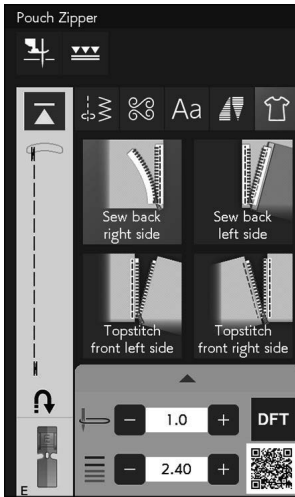 Pouch Zipper
Aa
Sew back
right side
Sew back
left side
Topstitch
front left side
Topstitch
front right side
− 1.0 + DFT
− 2.40 +
E
E